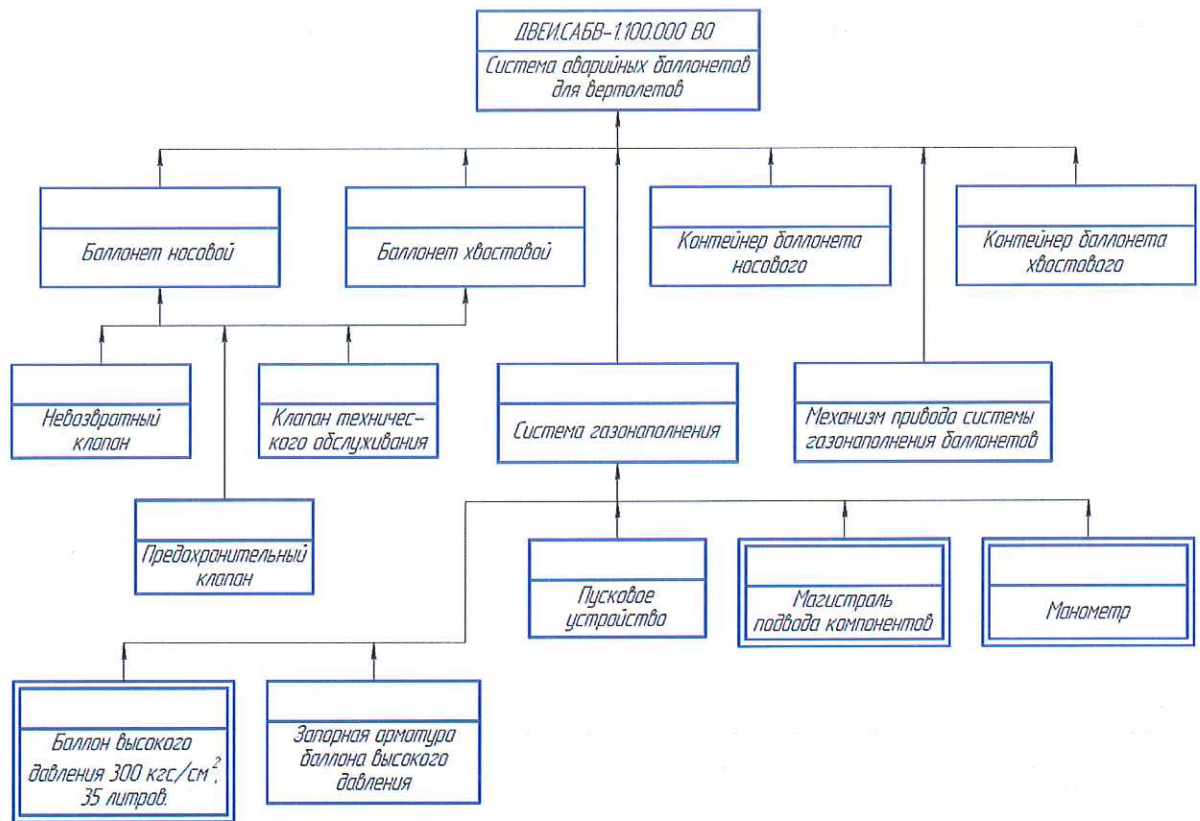 ДВЕИ.САБВ-1.100.000 ВО
Система аварийных баллонетов
для вертолетов
Баллонет носовой
Баллонет хвостовой
Контейнер баллонета
носового
Контейнер баллонета
хвостового
Невозвратный
клапан
Клапан техничес-
кого обслуживания
Система газонаполнения
Механизм привода системы
газонаполнения баллонетов
Предохранительный
клапан
Пусковое
устройство
Магистраль
подвода компонентов
Манометр
Баллон высокого
давления 300 кгс/см²,
35 литров.
Запорная арматура
баллона высокого
давления